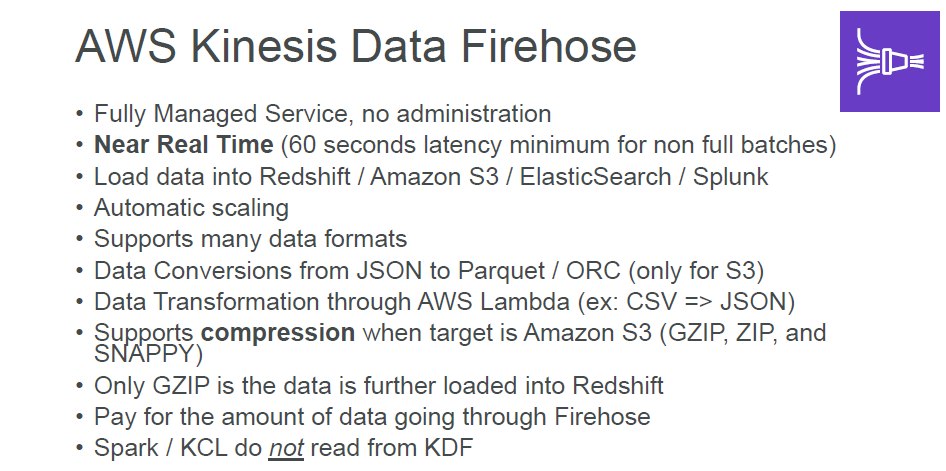 AWS Kinesis Data Firehose
• Fully Managed Service, no administration
• Near Real Time (60 seconds latency minimum for non full batches)
• Load data into Redshift / Amazon S3 / ElasticSearch / Splunk
• Automatic scaling
• Supports many data formats
• Data Conversions from JSON to Parquet / ORC (only for S3)
• Data Transformation through AWS Lambda (ex: CSV => JSON)
• Supports compression when target is Amazon S3 (GZIP, ZIP, and
SNAPPY)
• Only GZIP is the data is further loaded into Redshift
• Pay for the amount of data going through Firehose
• Spark / KCL do not read from KDF